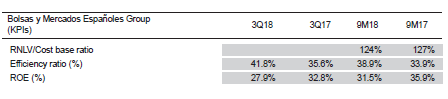 Bolsas y Mercados Españoles Group
(KPIs) 3Q18 3Q17 9M18 9M17
RNLV/Cost base ratio 124% 127%
Efficiency ratio (%) 41.8% 35.6% 38.9% 33.9%
ROE (%) 27.9% 32.8% 31.5% 35.9%